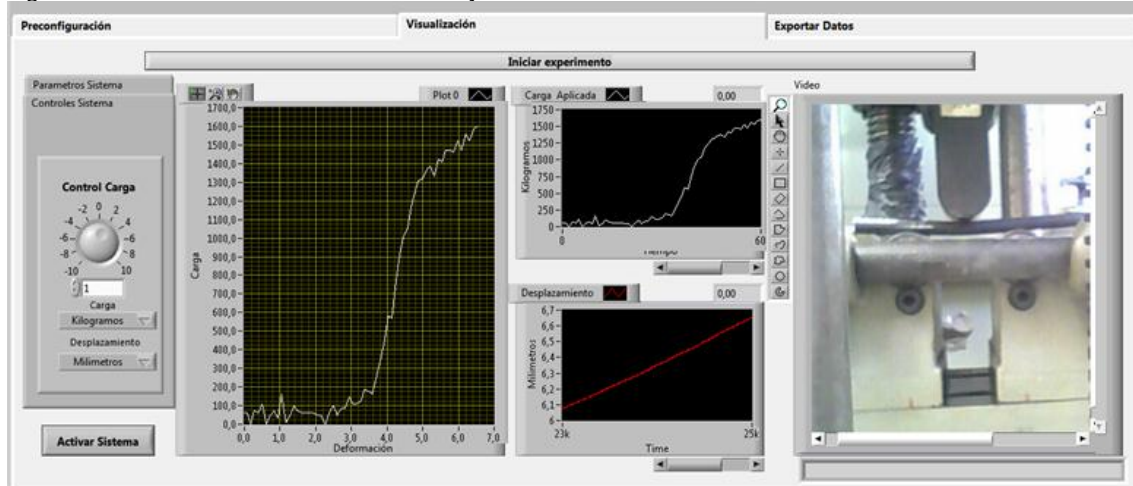 Preconfiguración
Visualización
Exportar Datos
Iniciar experimento
Parametros Sistema
Controles Sistema
Control Carga
-10 -8 -6 -4 -2 0 2 4 -6 -8 10
1
Carga
Kilogramos
Desplazamiento
Milimetros
Activar Sistema
Plot 0
Carga
1700,0
1600,0
1500,0
1400,0
1300,0
1200,0
1100,0
1000,0
900,0
800,0
700,0
600,0
500,0
400,0
300,0
200,0
100,0
0,0
0,0 1,0 2,0 3,0 4,0 5,0 6,0 7,0
Deformación
Carga Aplicada
0,00
Kilogramos
1750
1500
1250
1000
750
500
250
0
0 60
Desplazamiento
0,00
Milimetros
6,7
6,6
6,5
6,4
6,3
6,2
6,1
6
23k 25k
Time
Video